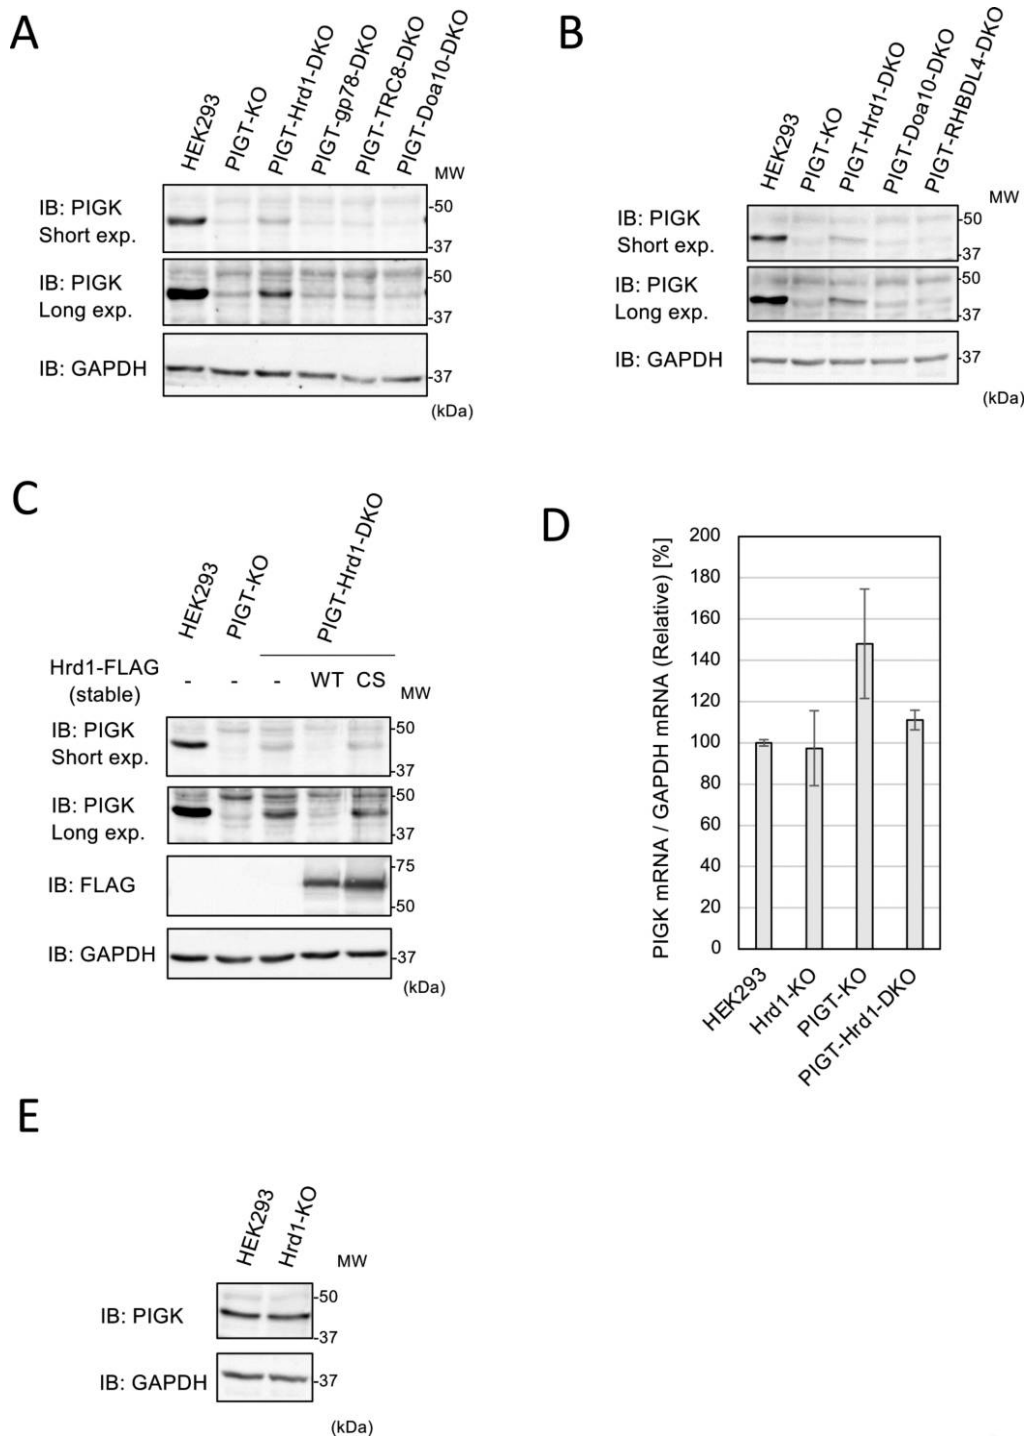 A
HEK293
PIGT-KO
PIGT-Hrd1-DKO
PIGT-gp78-DKO
PIGT-TRC8-DKO
PIGT-Doa10-DKO
MW
IB: PIGK
Short exp.
-50
-37
IB: PIGK
Long exp.
-50
-37
IB: GAPDH
-37
(kDa)
B
HEK293
PIGT-KO
PIGT-Hrd1-DKO
PIGT-Doa10-DKO
PIGT-RHBDL4-DKO
MW
IB: PIGK
Short exp.
-50
-37
IB: PIGK
Long exp.
-50
-37
IB: GAPDH
-37
(kDa)
C
HEK293
PIGT-KO
PIGT-Hrd1-DKO
Hrd1-FLAG
(stable)
- - - WT CS
MW
IB: PIGK
Short exp.
-50
-37
IB: PIGK
Long exp.
-50
-37
IB: FLAG
-75
-50
IB: GAPDH
-37
(kDa)
D
PIGK mRNA / GAPDH mRNA (Relative) [%]
200
180
160
140
120
100
80
60
40
20
0
HEK293
Hrd1-KO
PIGT-KO
PIGT-Hrd1-DKO
E
HEK293
Hrd1-KO
MW
IB: PIGK
-50
-37
IB: GAPDH
-37
(kDa)